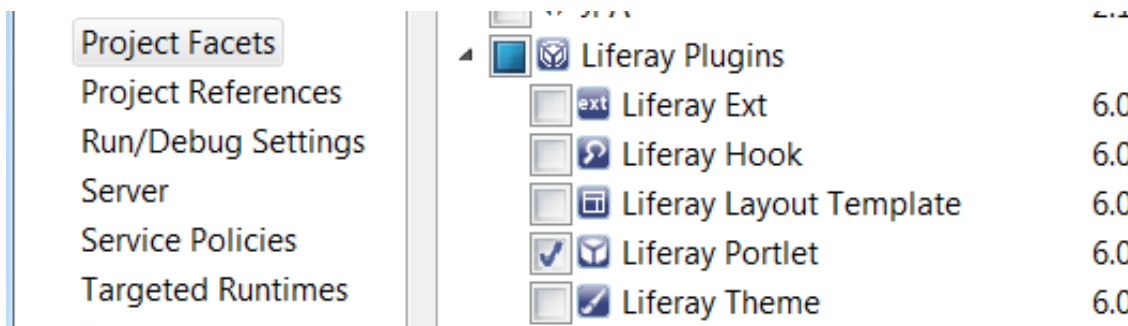 Project Facets
Project References
Run/Debug Settings
Server
Service Policies
Targeted Runtimes
Liferay Plugins
ext Liferay Ext 6.0
Liferay Hook 6.0
Liferay Layout Template 6.0
Liferay Portlet 6.0
Liferay Theme 6.0